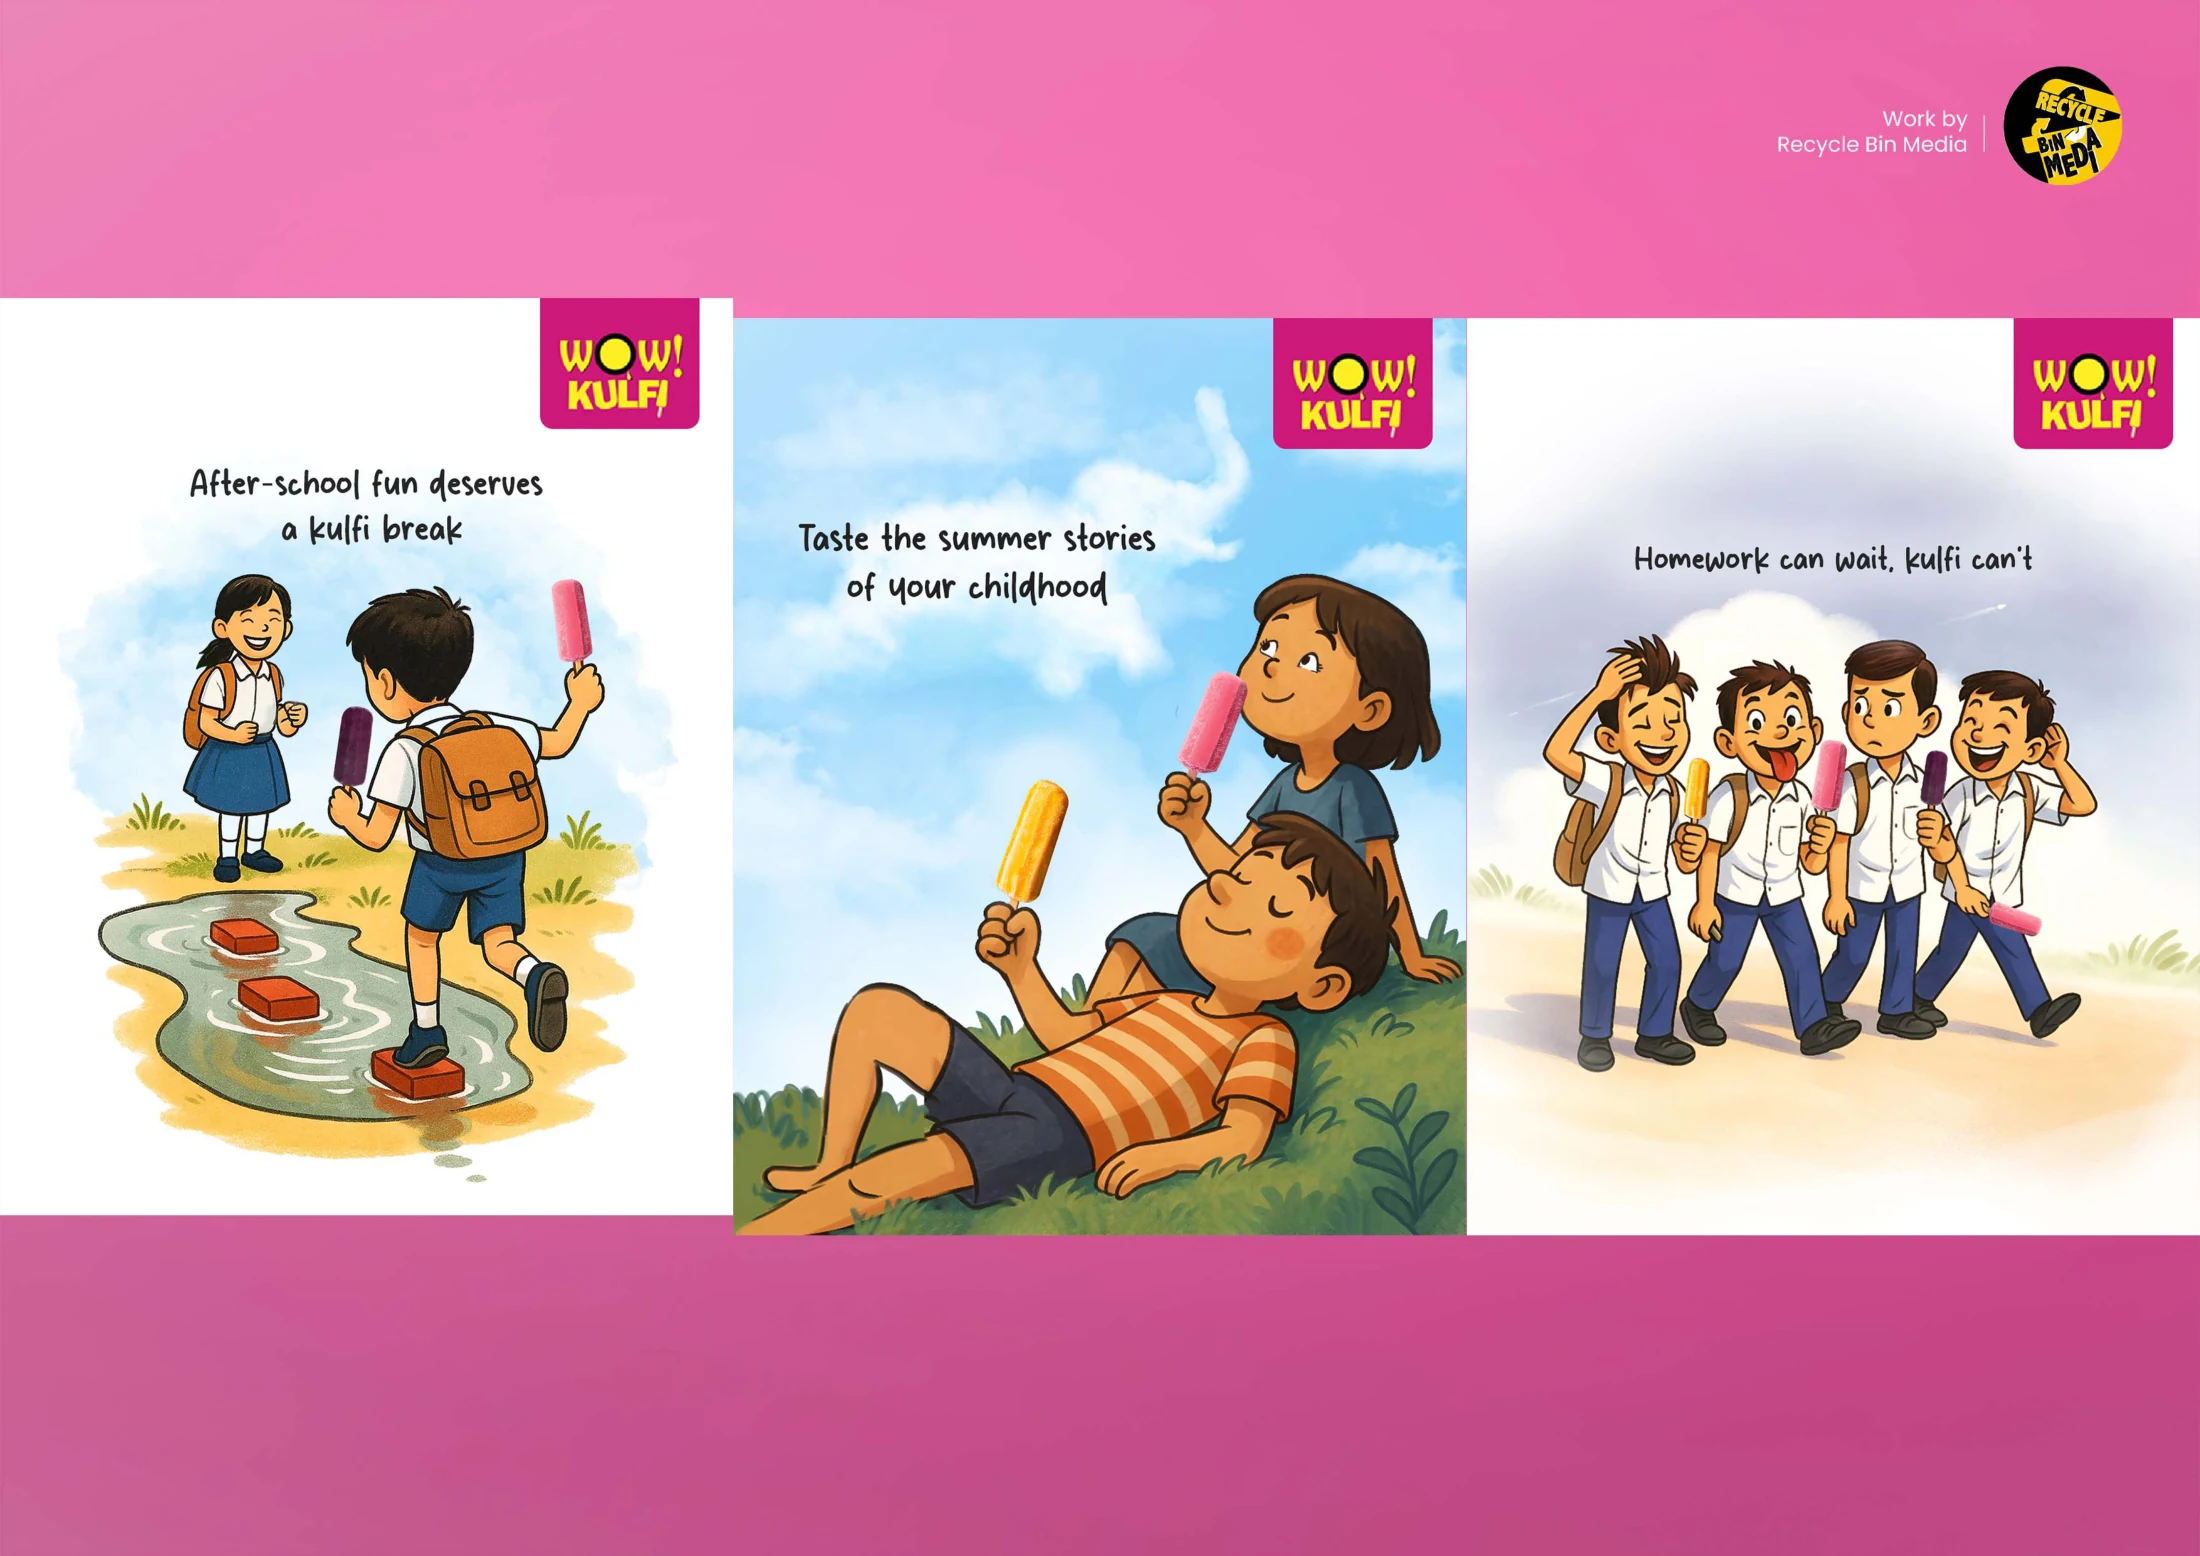 Work by
Recycle Bin Media
RECYCLE
BIN
MEDIA
WOW!
KULFI
After-school fun deserves
a kulfi break
WOW!
KULFI
Taste the summer stories
of your childhood
WOW!
KULFI
Homework can wait, kulfi can't